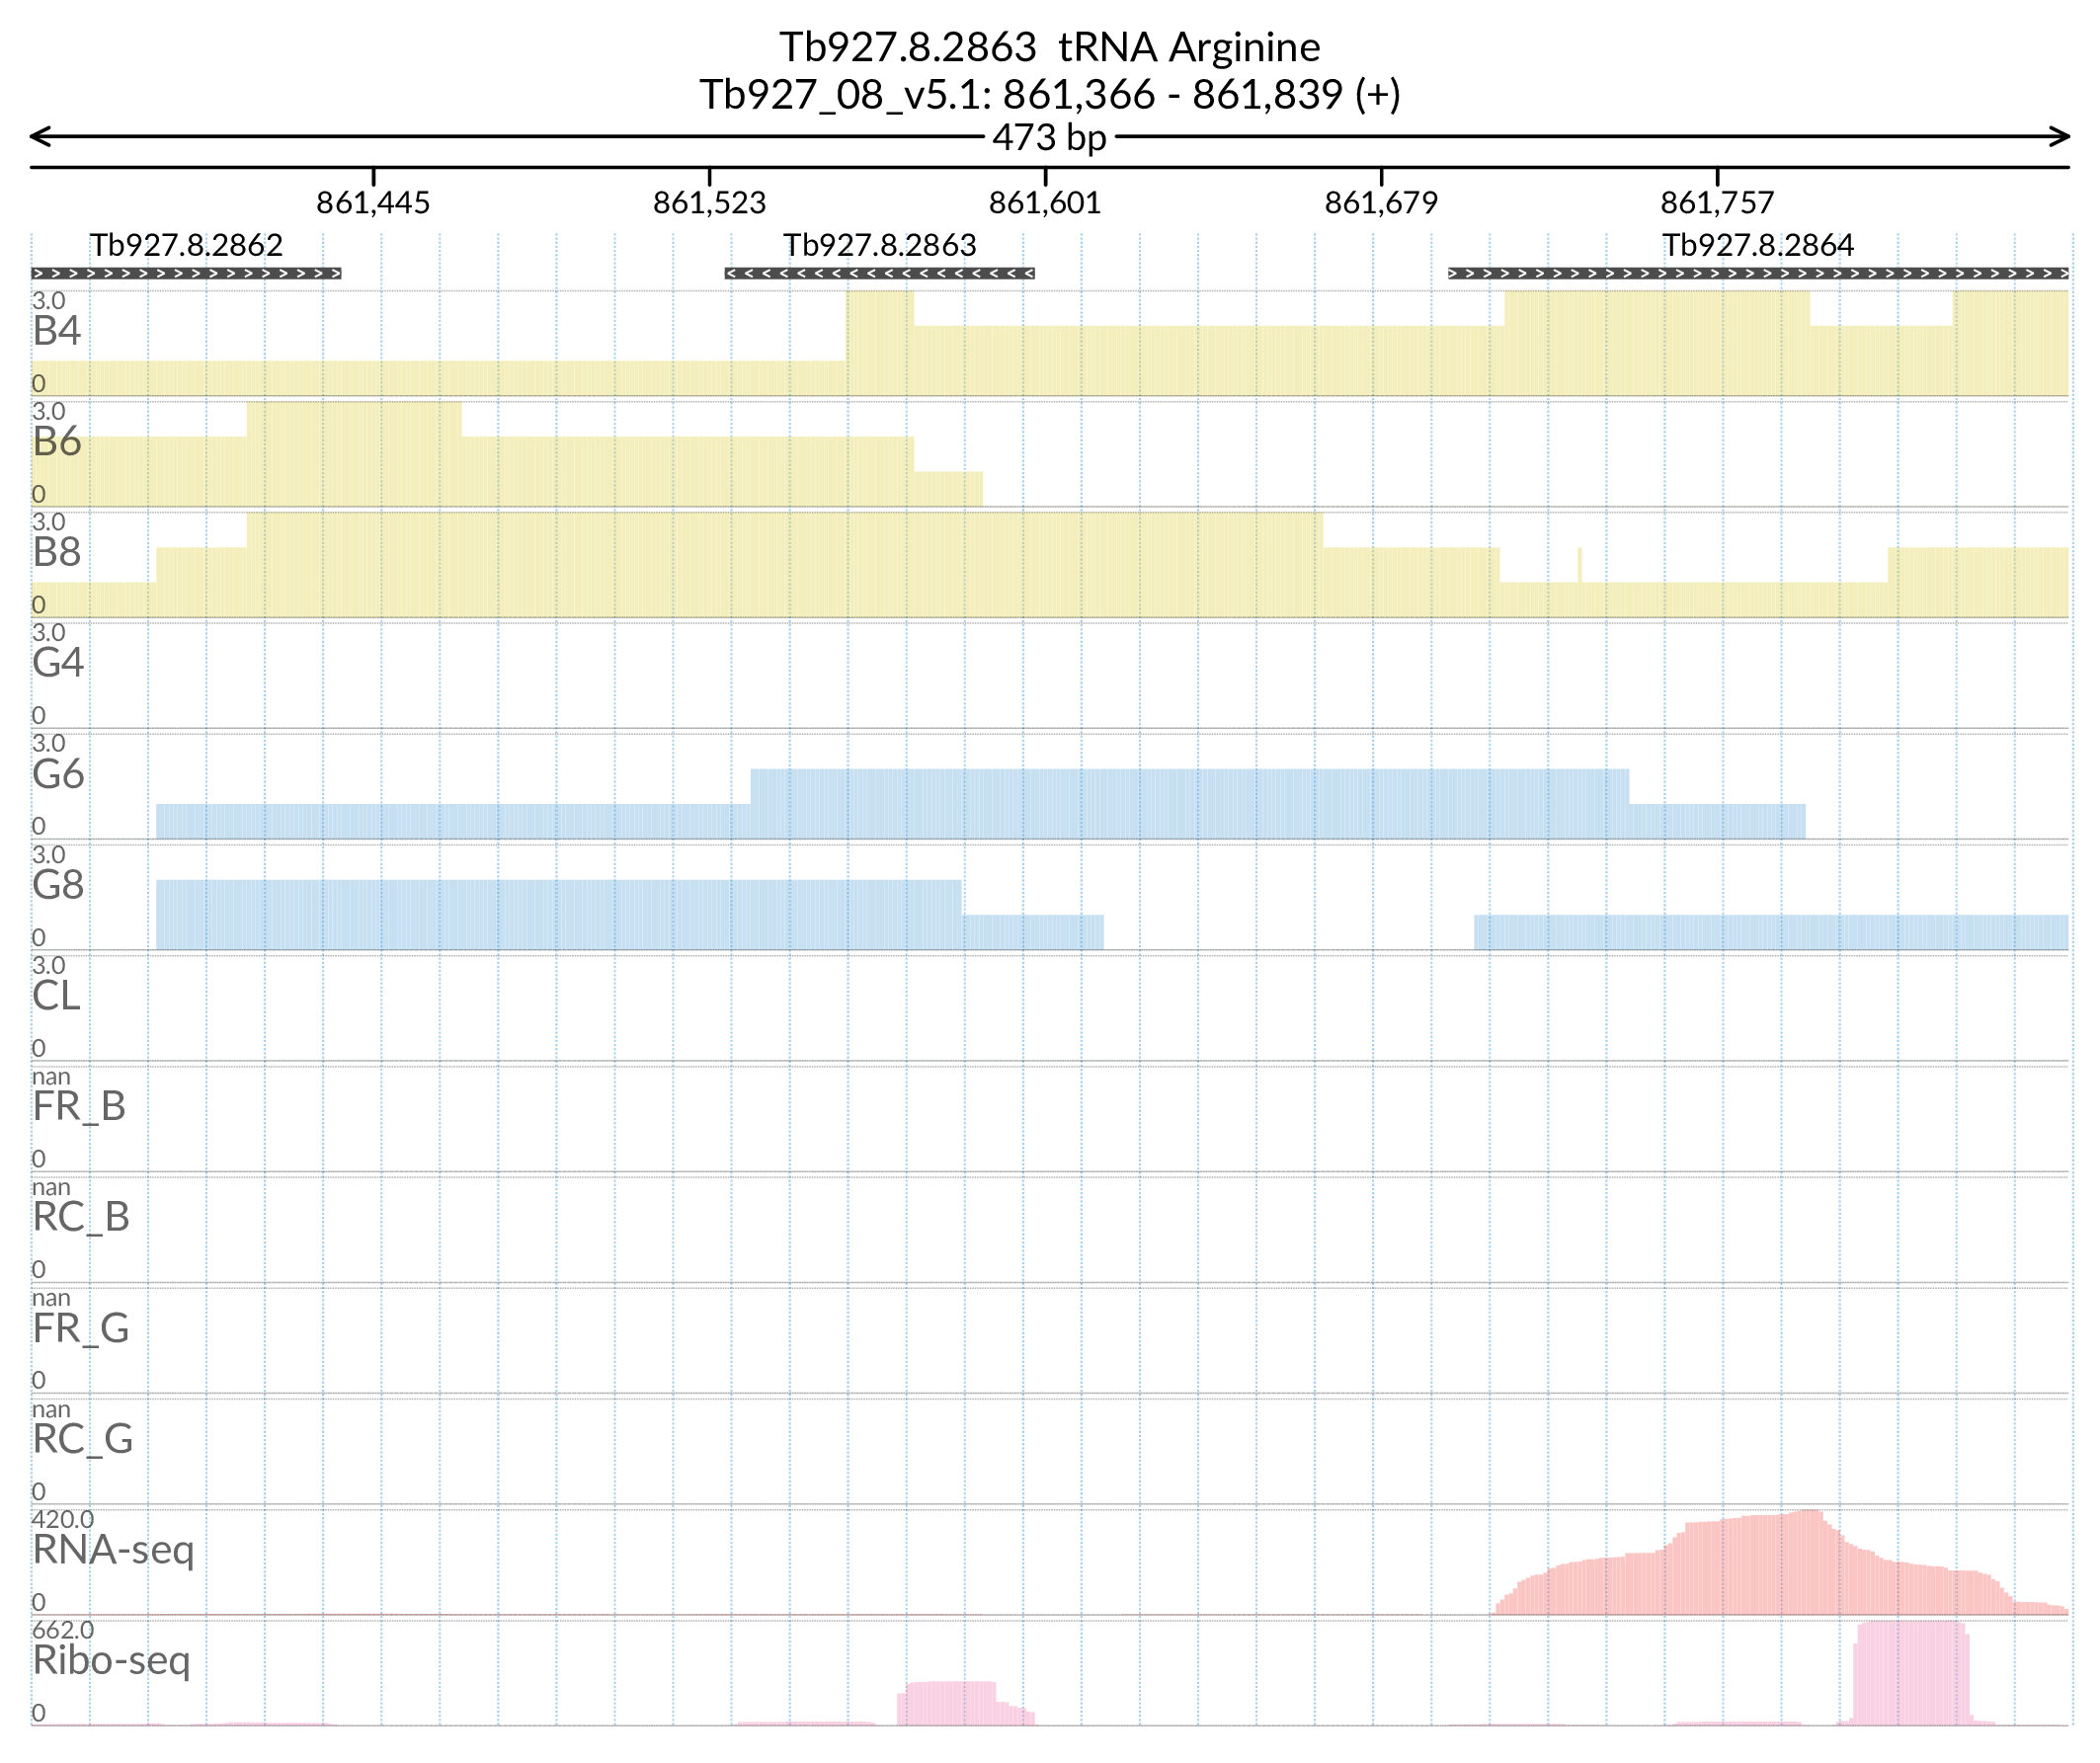 Tb927.8.2863 tRNA Arginine
Tb927_08_v5.1: 861,366 - 861,839 (+)
473 bp
861,445 861,523 861,601 861,679 861,757
Tb927.8.2862 Tb927.8.2863 Tb927.8.2864
3.0
B4
0
3.0
B6
0
3.0
B8
0
3.0
G4
0
3.0
G6
0
3.0
G8
0
3.0
CL
0
nan
FR_B
0
nan
RC_B
0
nan
FR_G
0
nan
RC_G
0
420.0
RNA-seq
0
662.0
Ribo-seq
0